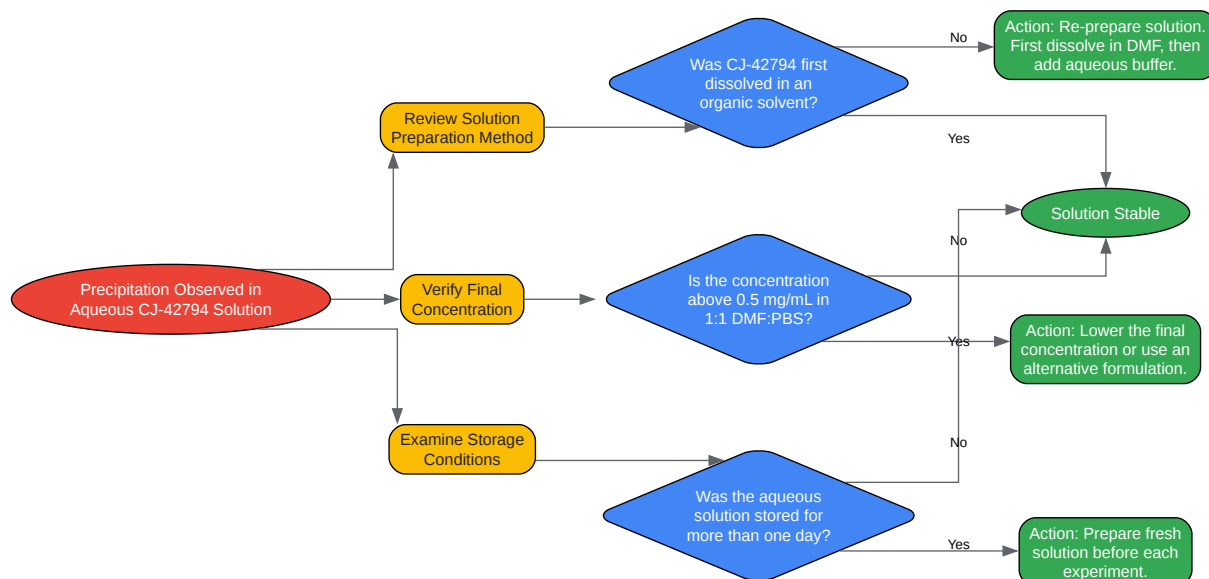 Precipitation Observed in
Aqueous CJ-42794 Solution
Review Solution
Preparation Method
Was CJ-42794 first
dissolved in an
organic solvent?
No
Action: Re-prepare solution.
First dissolve in DMF, then
add aqueous buffer.
Yes
Solution Stable
Verify Final
Concentration
Is the concentration
above 0.5 mg/mL in
1:1 DMF:PBS?
No
Yes
Action: Lower the final
concentration or use an
alternative formulation.
Examine Storage
Conditions
Was the aqueous
solution stored for
more than one day?
No
Yes
Action: Prepare fresh
solution before each
experiment.